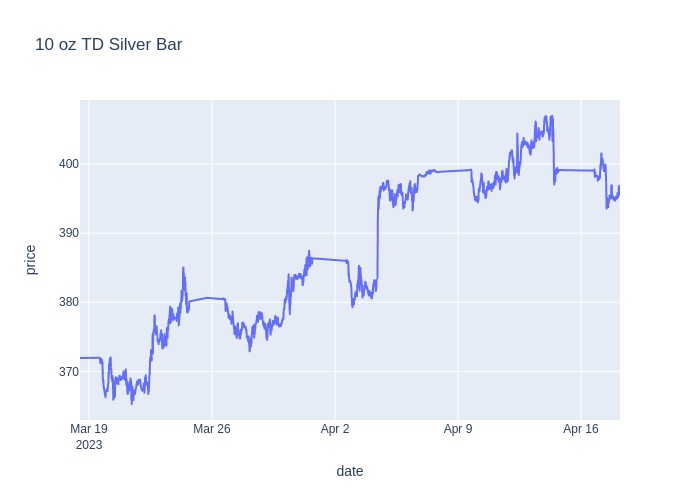 10 oz TD Silver Bar
400
390
380
370
price
Mar 19
2023
Mar 26
Apr 2
Apr 9
Apr 16
date